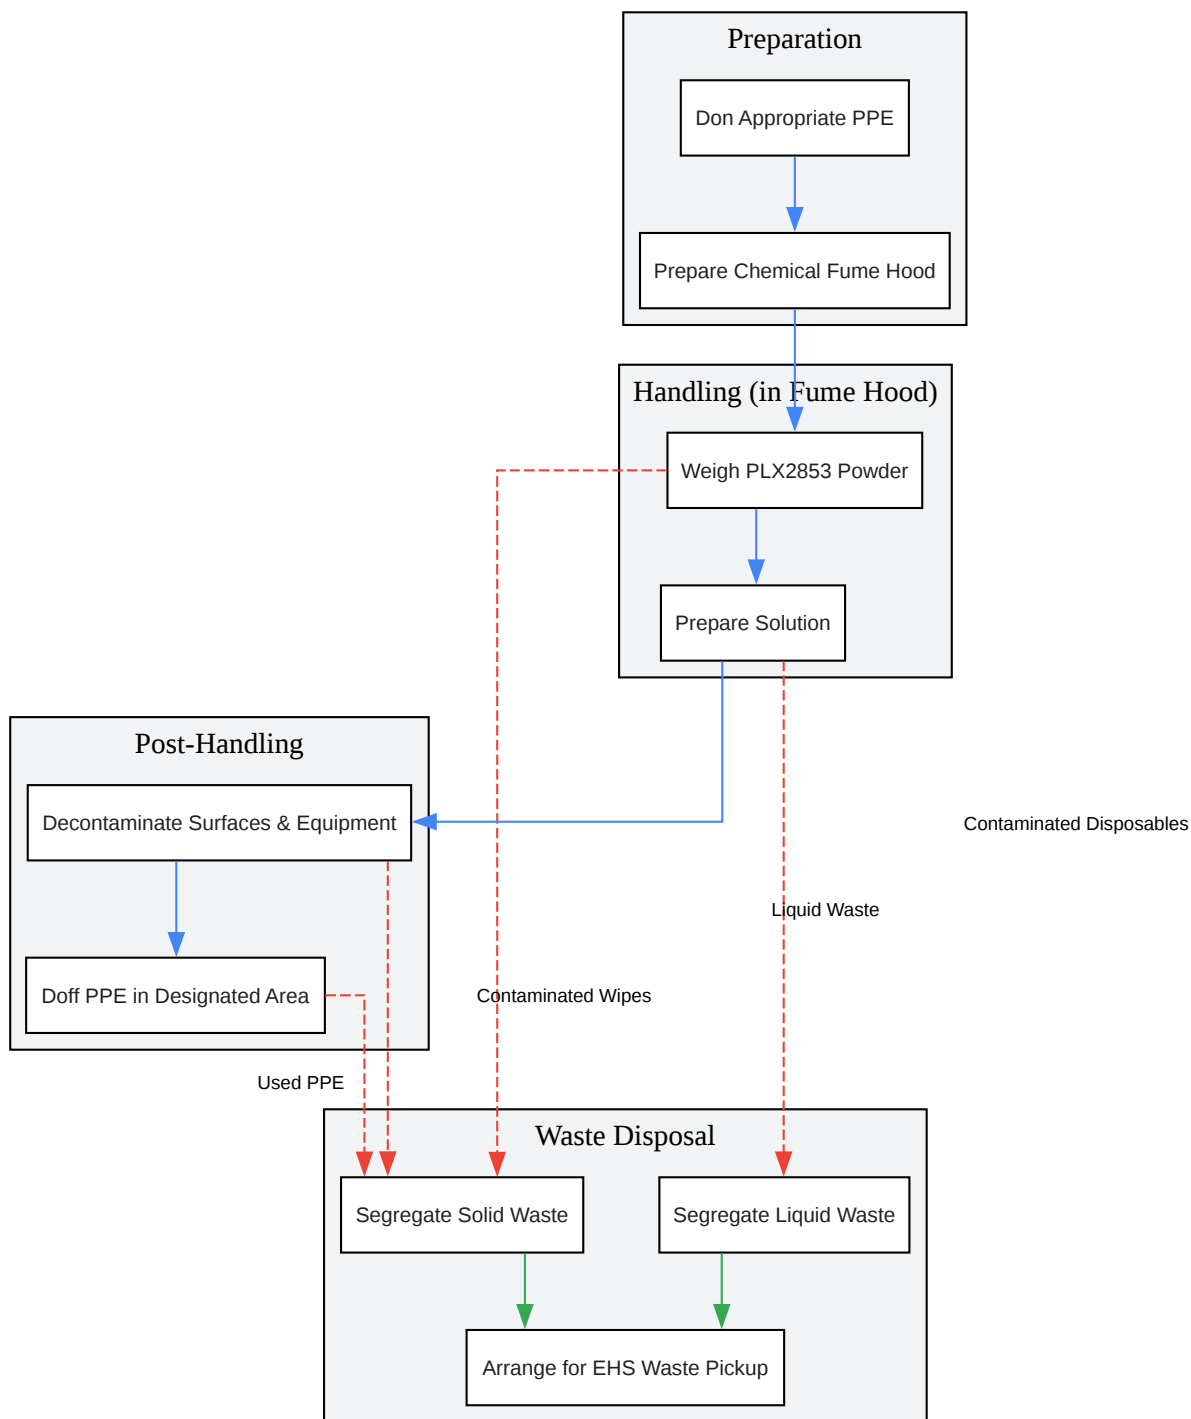 Preparation
Don Appropriate PPE
Prepare Chemical Fume Hood
Handling (in Fume Hood)
Weigh PLX2853 Powder
Prepare Solution
Post-Handling
Decontaminate Surfaces & Equipment
Contaminated Disposables
Liquid Waste
Doff PPE in Designated Area
Contaminated Wipes
Used PPE
Waste Disposal
Segregate Solid Waste
Segregate Liquid Waste
Arrange for EHS Waste Pickup